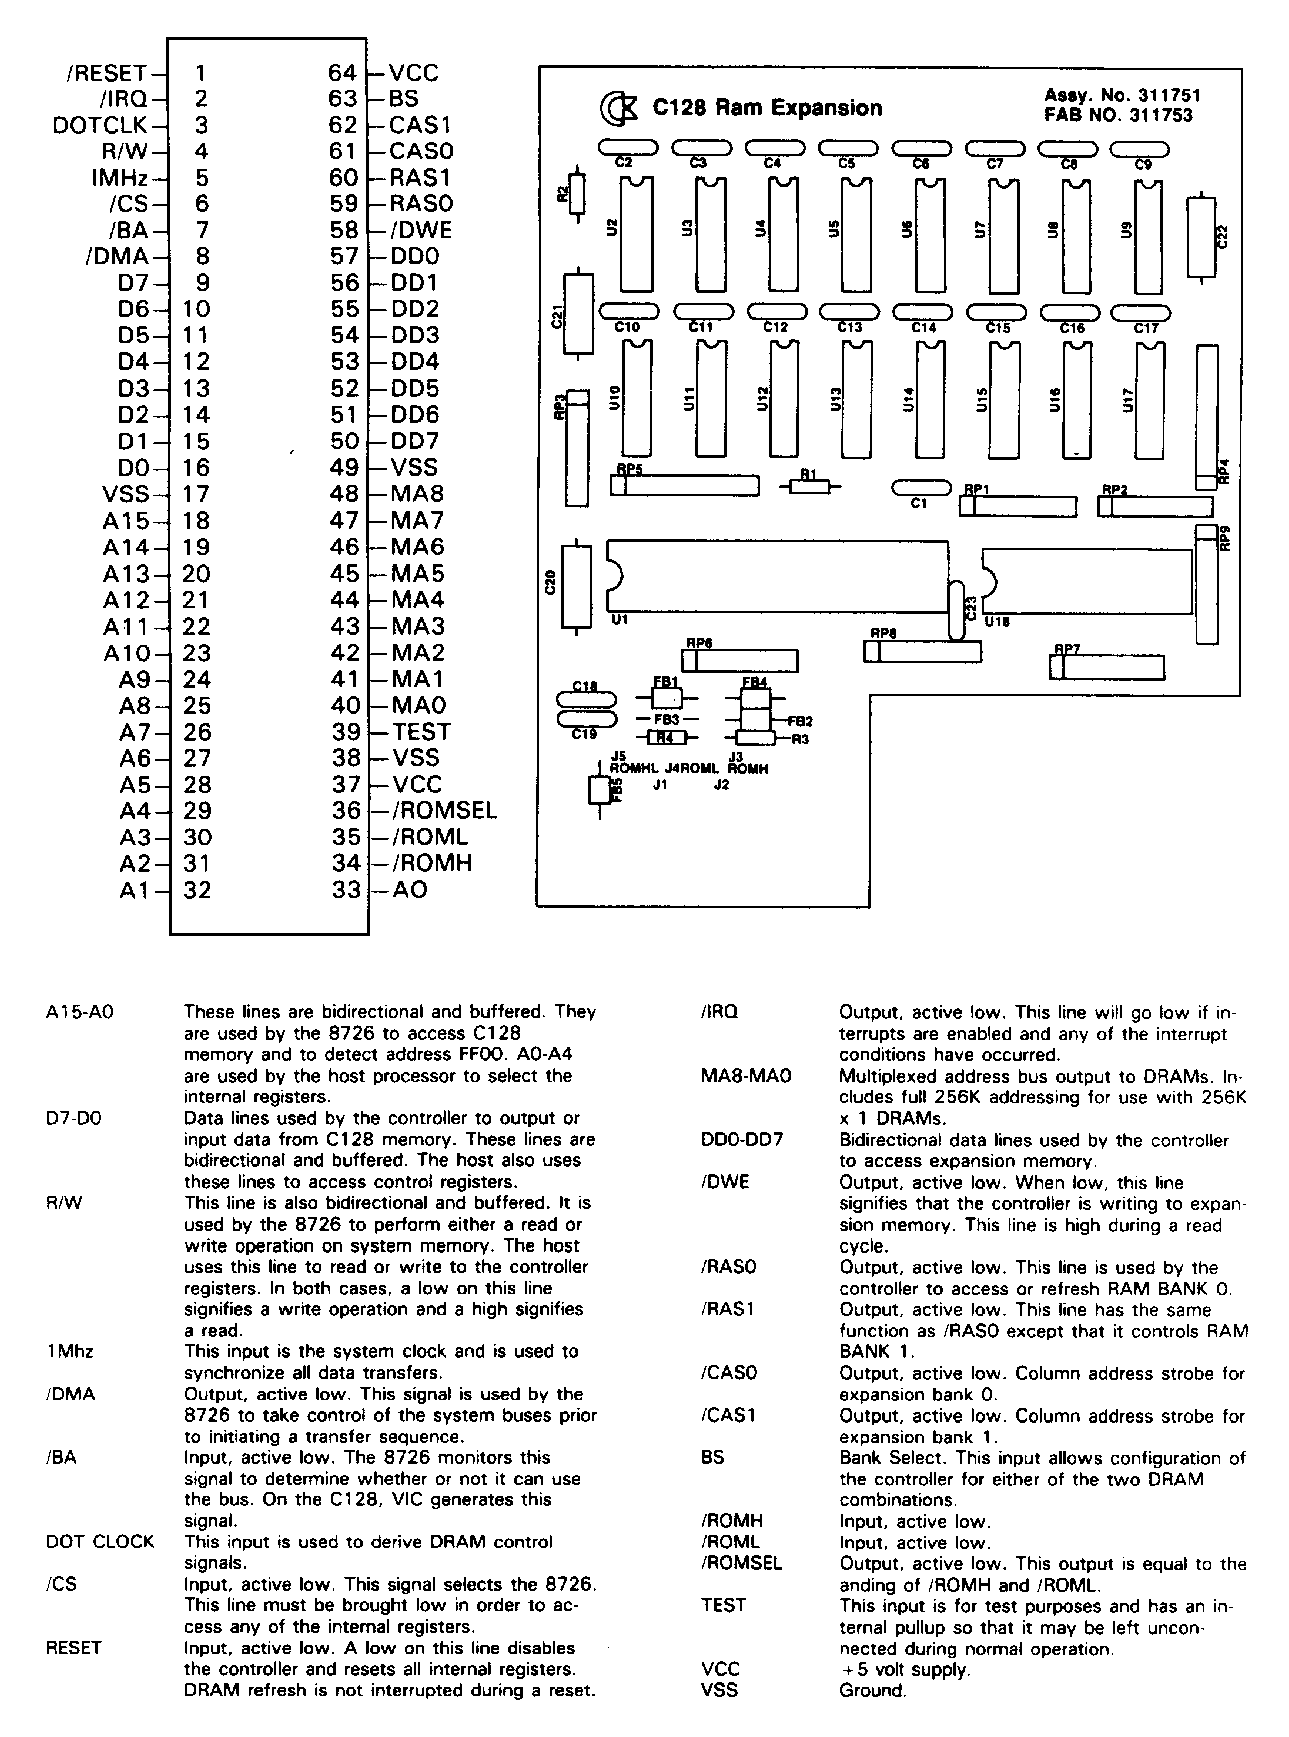 /RESET 1 64 VCC
/IRQ 2 63 BS
DOTCLK 3 62 CAS1
R/W 4 61 CAS0
IMHz 5 60 RAS1
/CS 6 59 RAS0
/BA 7 58 /DWE
/DMA 8 57 DD0
D7 9 56 DD1
D6 10 55 DD2
D5 11 54 DD3
D4 12 53 DD4
D3 13 52 DD5
D2 14 51 DD6
D1 15 50 DD7
D0 16 49 VSS
VSS 17 48 MA8
A15 18 47 MA7
A14 19 46 MA6
A13 20 45 MA5
A12 21 44 MA4
A11 22 43 MA3
A10 23 42 MA2
A9 24 41 MA1
A8 25 40 MA0
A7 26 39 TEST
A6 27 38 VSS
A5 28 37 VCC
A4 29 36 /ROMSEL
A3 30 35 /ROML
A2 31 34 /ROMH
A1 32 33 AO
C128 Ram Expansion
Assy. No. 311751
FAB NO. 311753
C2 C3 C4 C5 C6 C7 C8 C9
R2 U2 U3 U4 U5 U6 U7 U8 U9 C22
C21
C10 C11 C12 C13 C14 C15 C16 C17
RP3 U10 U11 U12 U13 U14 U15 U16 U17 RP4
RP5 R1 C1 RP1 RP2
RP9
C20 U1 C23 U18
RP6 RP8 RP7
C18 FB1 FB4
C19 FB3 FB2
R4 R3
J5 J3
ROMHL J4ROML ROMH
FB5 J1 J2
A15-A0 These lines are bidirectional and buffered. They
are used by the 8726 to access C128
memory and to detect address FF00. A0-A4
are used by the host processor to select the
internal registers.
D7-D0 Data lines used by the controller to output or
input data from C128 memory. These lines are
bidirectional and buffered. The host also uses
these lines to access control registers.
R/W This line is also bidirectional and buffered. It is
used by the 8726 to perform either a read or
write operation on system memory. The host
uses this line to read or write to the controller
registers. In both cases, a low on this line
signifies a write operation and a high signifies
a read.
1Mhz This input is the system clock and is used to
synchronize all data transfers.
/DMA Output, active low. This signal is used by the
8726 to take control of the system buses prior
to initiating a transfer sequence.
/BA Input, active low. The 8726 monitors this
signal to determine whether or not it can use
the bus. On the C128, VIC generates this
signal.
DOT CLOCK This input is used to derive DRAM control
signals.
/CS Input, active low. This signal selects the 8726.
This line must be brought low in order to ac-
cess any of the internal registers.
RESET Input, active low. A low on this line disables
the controller and resets all internal registers.
DRAM refresh is not interrupted during a reset.
/IRQ Output, active low. This line will go low if in-
terrupts are enabled and any of the interrupt
conditions have occurred.
MA8-MA0 Multiplexed address bus output to DRAMs. In-
cludes full 256K addressing for use with 256K
x 1 DRAMs.
DD0-DD7 Bidirectional data lines used by the controller
to access expansion memory.
/DWE Output, active low. When low, this line
signifies that the controller is writing to expan-
sion memory. This line is high during a read
cycle.
/RAS0 Output, active low. This line is used by the
controller to access or refresh RAM BANK 0.
/RAS1 Output, active low. This line has the same
function as /RAS0 except that it controls RAM
BANK 1.
/CAS0 Output, active low. Column address strobe for
expansion bank 0.
/CAS1 Output, active low. Column address strobe for
expansion bank 1.
BS Bank Select. This input allows configuration of
the controller for either of the two DRAM
combinations.
/ROMH Input, active low.
/ROML Input, active low.
/ROMSEL Output, active low. This output is equal to the
anding of /ROMH and /ROML.
TEST This input is for test purposes and has an in-
ternal pullup so that it may be left uncon-
nected during normal operation.
VCC +5 volt supply.
VSS Ground.